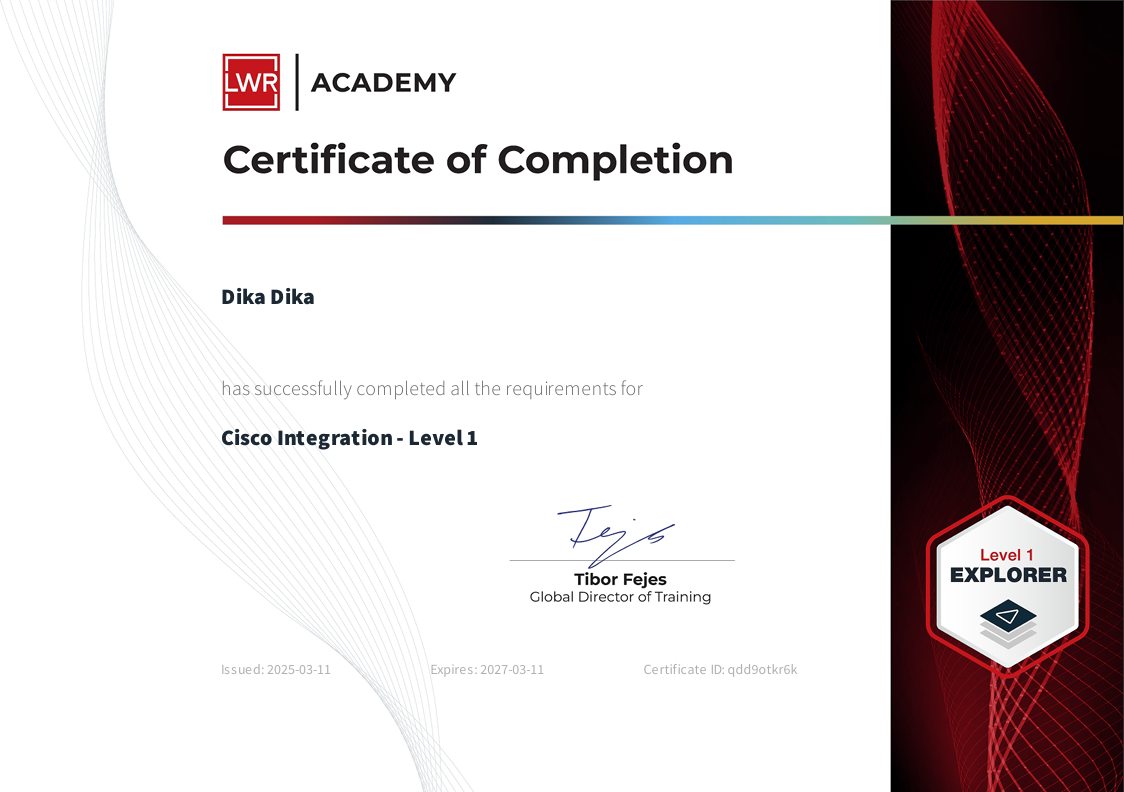 LWR ACADEMY
Certificate of Completion
Dika Dika
has successfully completed all the requirements for
Cisco Integration - Level 1
Tibor Fejes
Global Director of Training
Level 1
EXPLORER
Issued: 2025-03-11 Expires: 2027-03-11 Certificate ID: qdd9otkr6k